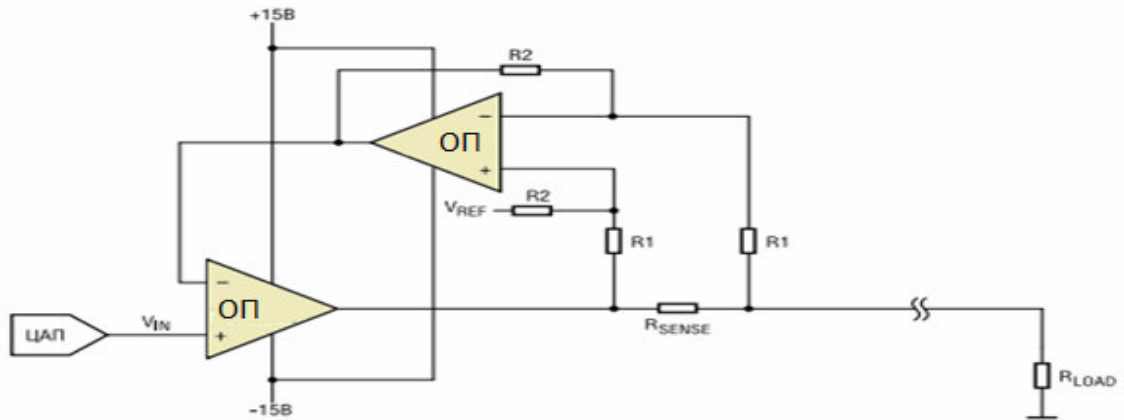 +15В
R2
−
ОП
+
VREF
R2
R1
R1
−
ОП
+
ЦАП
VIN
RSENSE
RLOAD
−15В